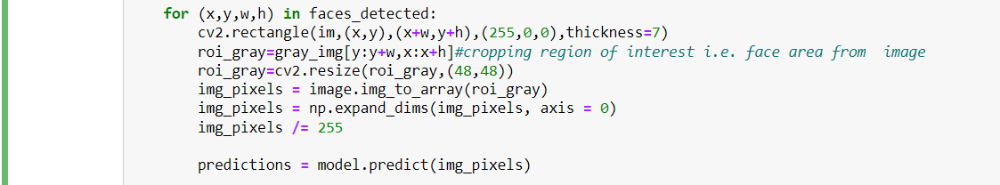 for (x,y,w,h) in faces_detected:
cv2.rectangle(im,(x,y),(x+w,y+h),(255,0,0),thickness=7)
roi_gray=gray_img[y:y+w,x:x+h]#cropping region of interest i.e. face area from  image
roi_gray=cv2.resize(roi_gray,(48,48))
img_pixels = image.img_to_array(roi_gray)
img_pixels = np.expand_dims(img_pixels, axis = 0)
img_pixels /= 255
predictions = model.predict(img_pixels)